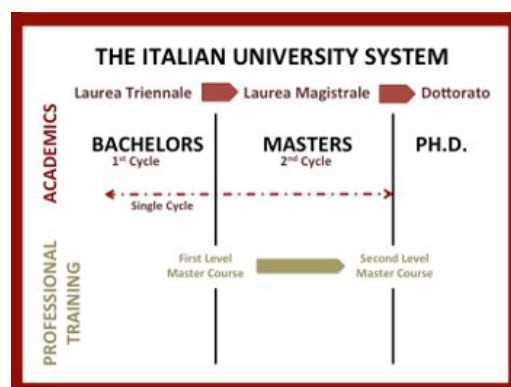 THE ITALIAN UNIVERSITY SYSTEM
Laurea Triennale Laurea Magistrale Dottorato
ACADEMICS
BACHELORS MASTERS PH.D.
1st Cycle 2nd Cycle
Single Cycle
PROFESSIONAL
TRAINING
First Level Second Level
Master Course Master Course